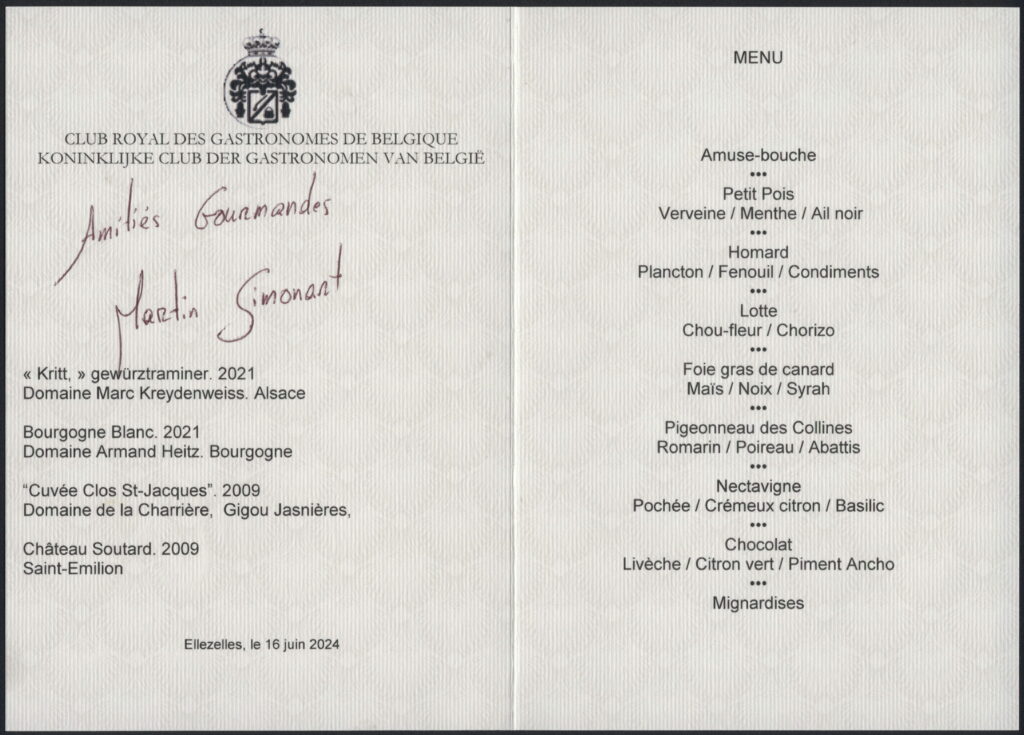 CLUB ROYAL DES GASTRONOMES DE BELGIQUE
KONINKLIJKE CLUB DER GASTRONOMEN VAN BELGIË
Amitiés Gourmandes
Martin Simonart
« Kritt, » gewürztraminer. 2021
Domaine Marc Kreydenweiss. Alsace
Bourgogne Blanc. 2021
Domaine Armand Heitz. Bourgogne
“Cuvée Clos St-Jacques”. 2009
Domaine de la Charrière, Gigou Jasnières,
Château Soutard. 2009
Saint-Emilion
Ellezelles, le 16 juin 2024
MENU
Amuse-bouche
•••
Petit Pois
Verveine / Menthe / Ail noir
•••
Homard
Plancton / Fenouil / Condiments
•••
Lotte
Chou-fleur / Chorizo
•••
Foie gras de canard
Maïs / Noix / Syrah
•••
Pigeonneau des Collines
Romarin / Poireau / Abattis
•••
Nectavigne
Pochée / Crémeux citron / Basilic
•••
Chocolat
Livèche / Citron vert / Piment Ancho
•••
Mignardises